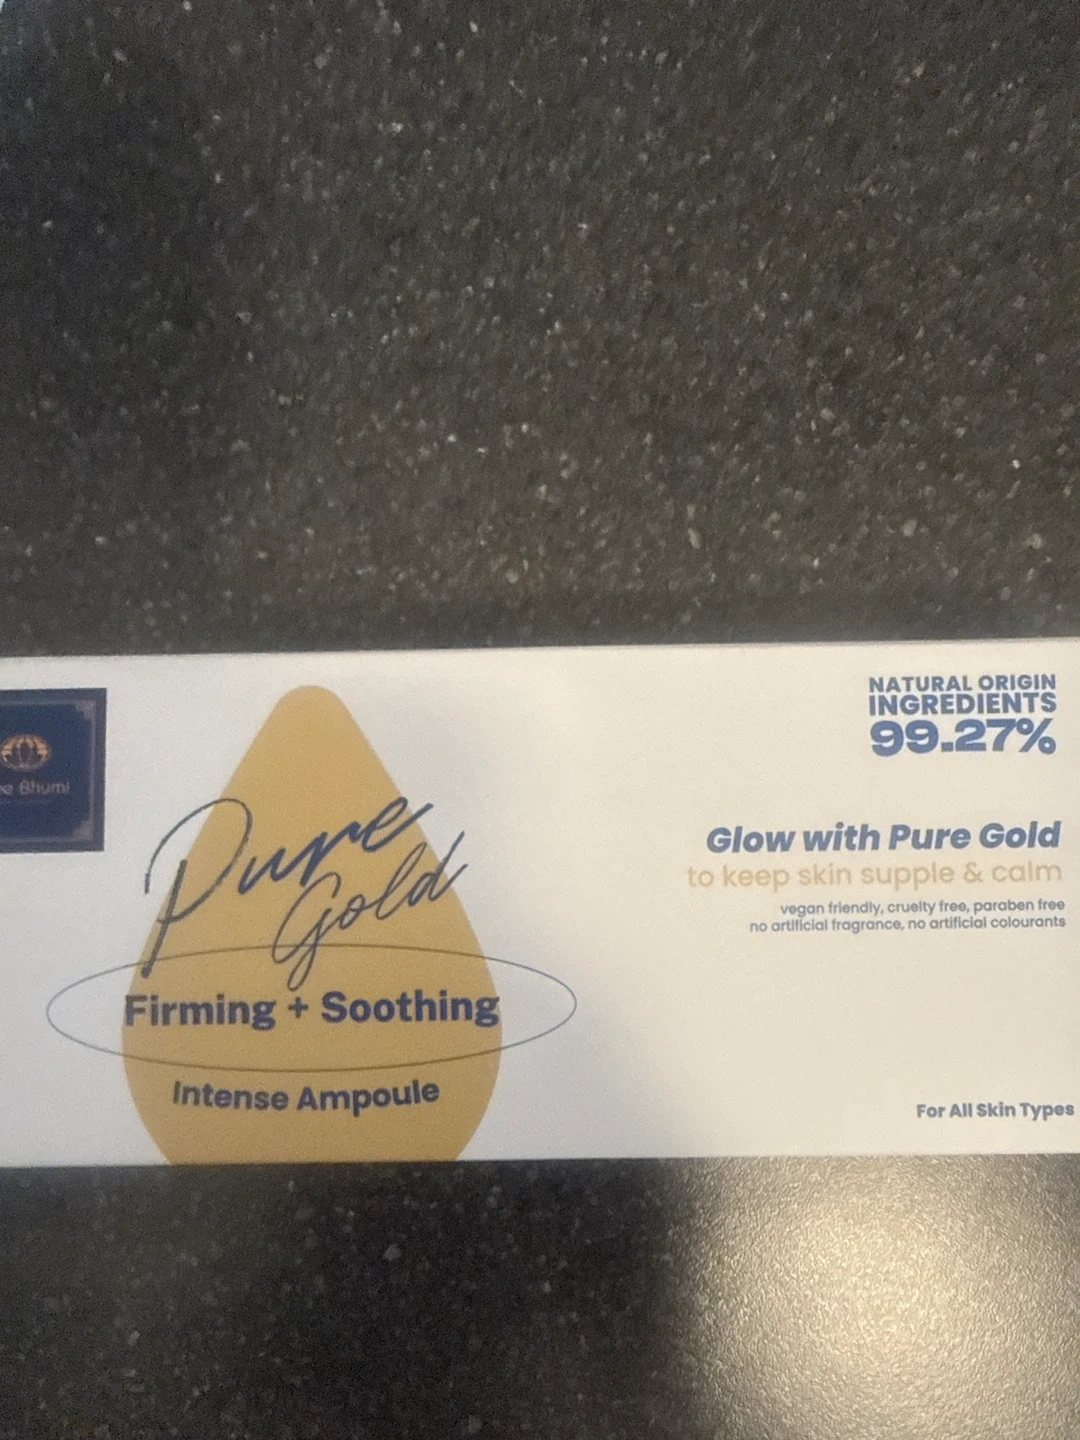 Bhumi
Pure
Gold
Firming + Soothing
Intense Ampoule
NATURAL ORIGIN
INGREDIENTS
99.27%
Glow with Pure Gold
to keep skin supple & calm
vegan friendly, cruelty free, paraben free
no artificial fragrance, no artificial colourants
For All Skin Types